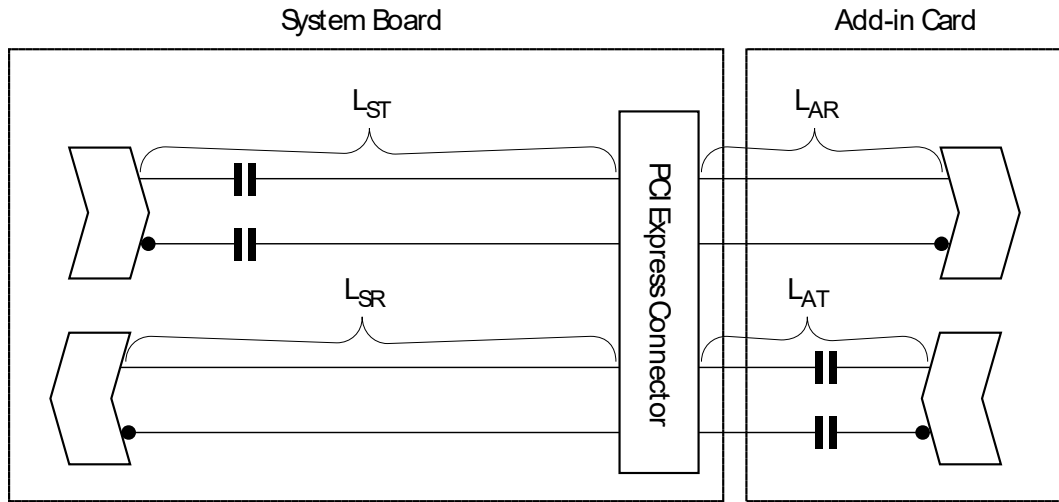 System Board
Add-in Card
LST
LAR
PCI Express Connector
LSR
LAT